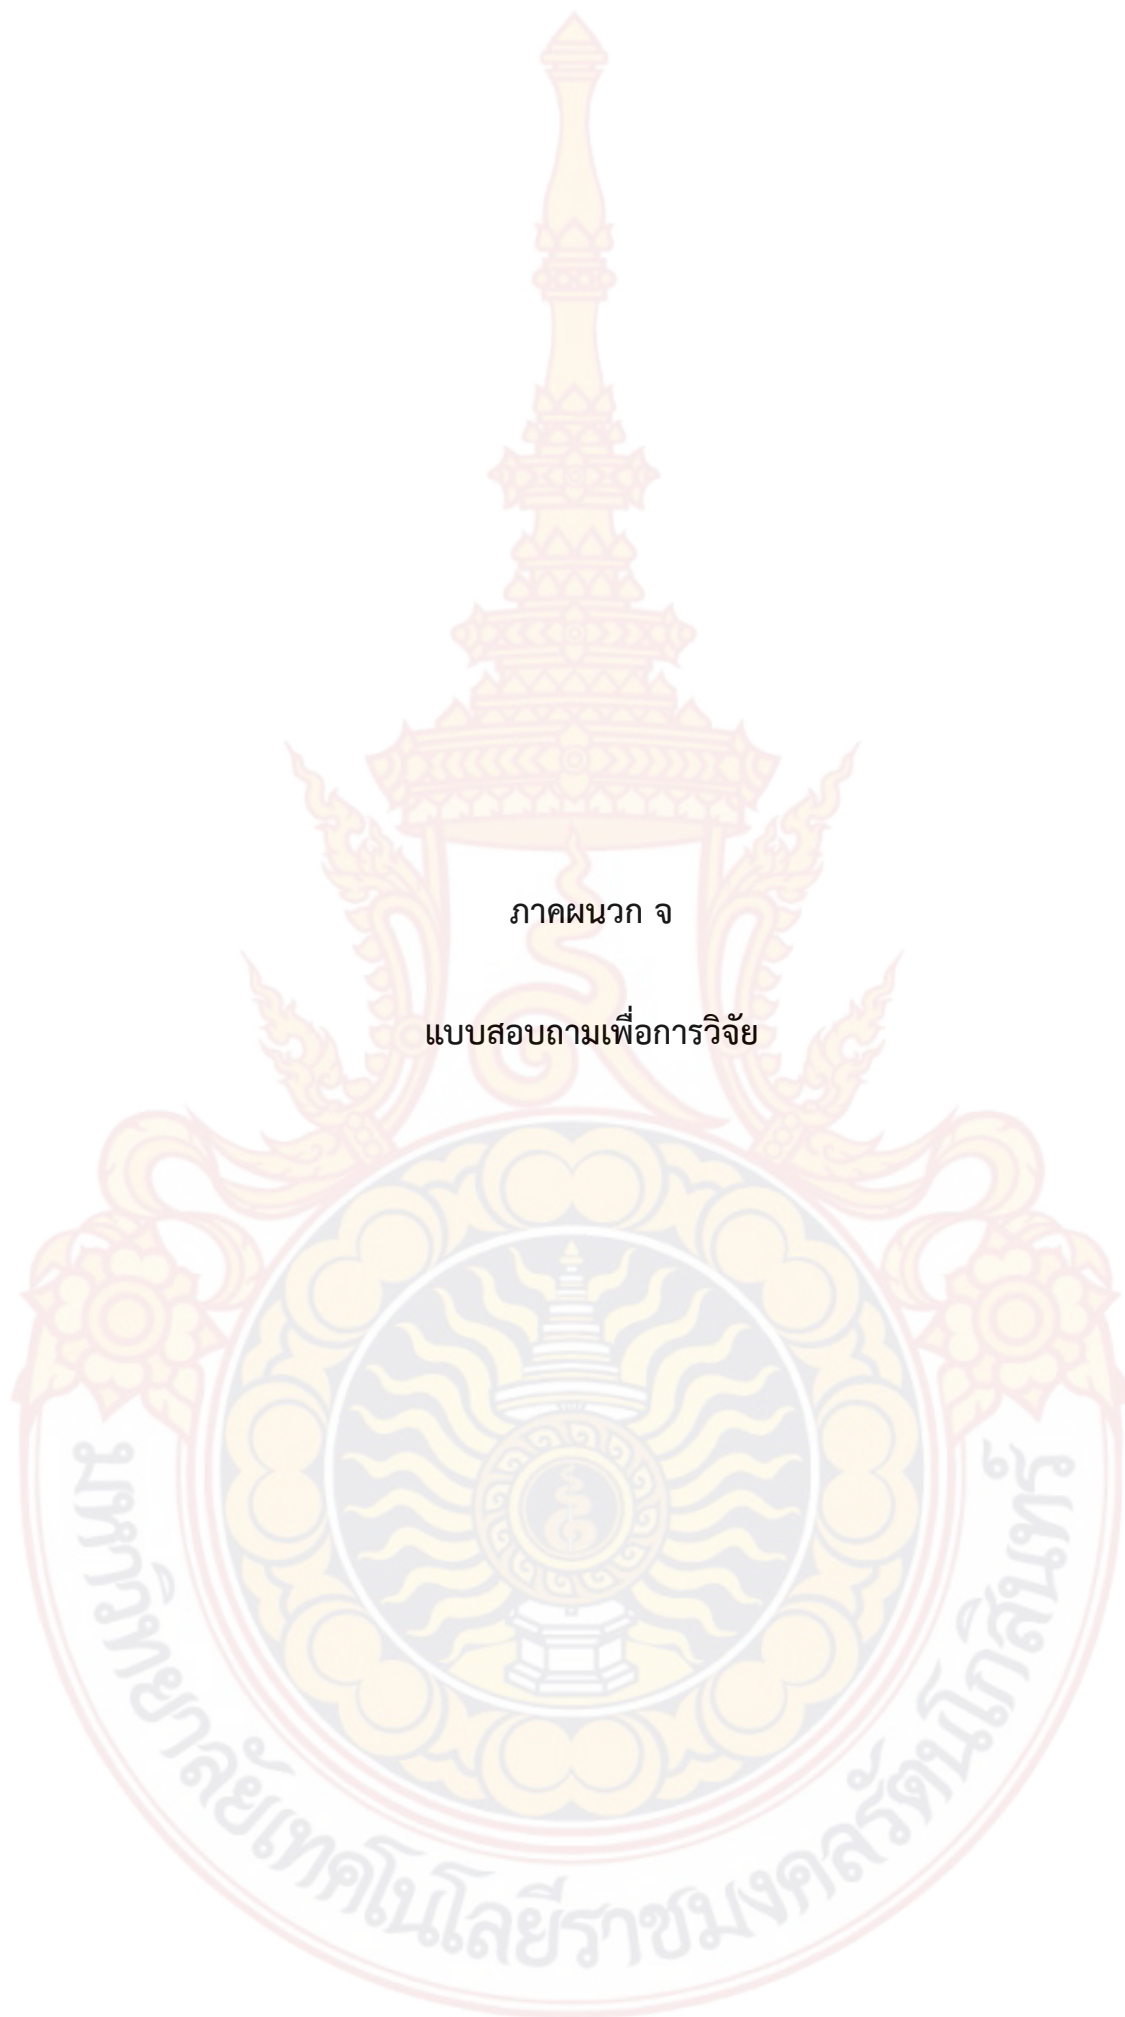 ภาคผนวก จ
แบบสอบถามเพื่อการวิจัย
มหาวิทยาลัยเทคโนโลยีราชมงคลรัตนโกสินทร์